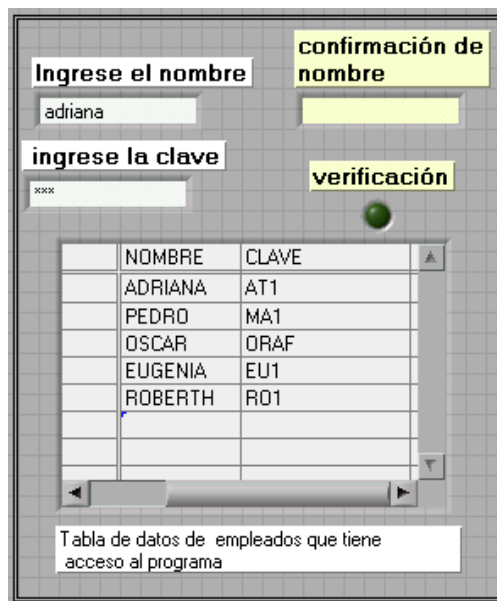 Ingrese el nombre
adriana
confirmación de
nombre
ingrese la clave
xxx
verificación
NOMBRE CLAVE
ADRIANA AT1
PEDRO MA1
OSCAR ORAF
EUGENIA EU1
ROBERTH RO1
Tabla de datos de empleados que tiene
acceso al programa